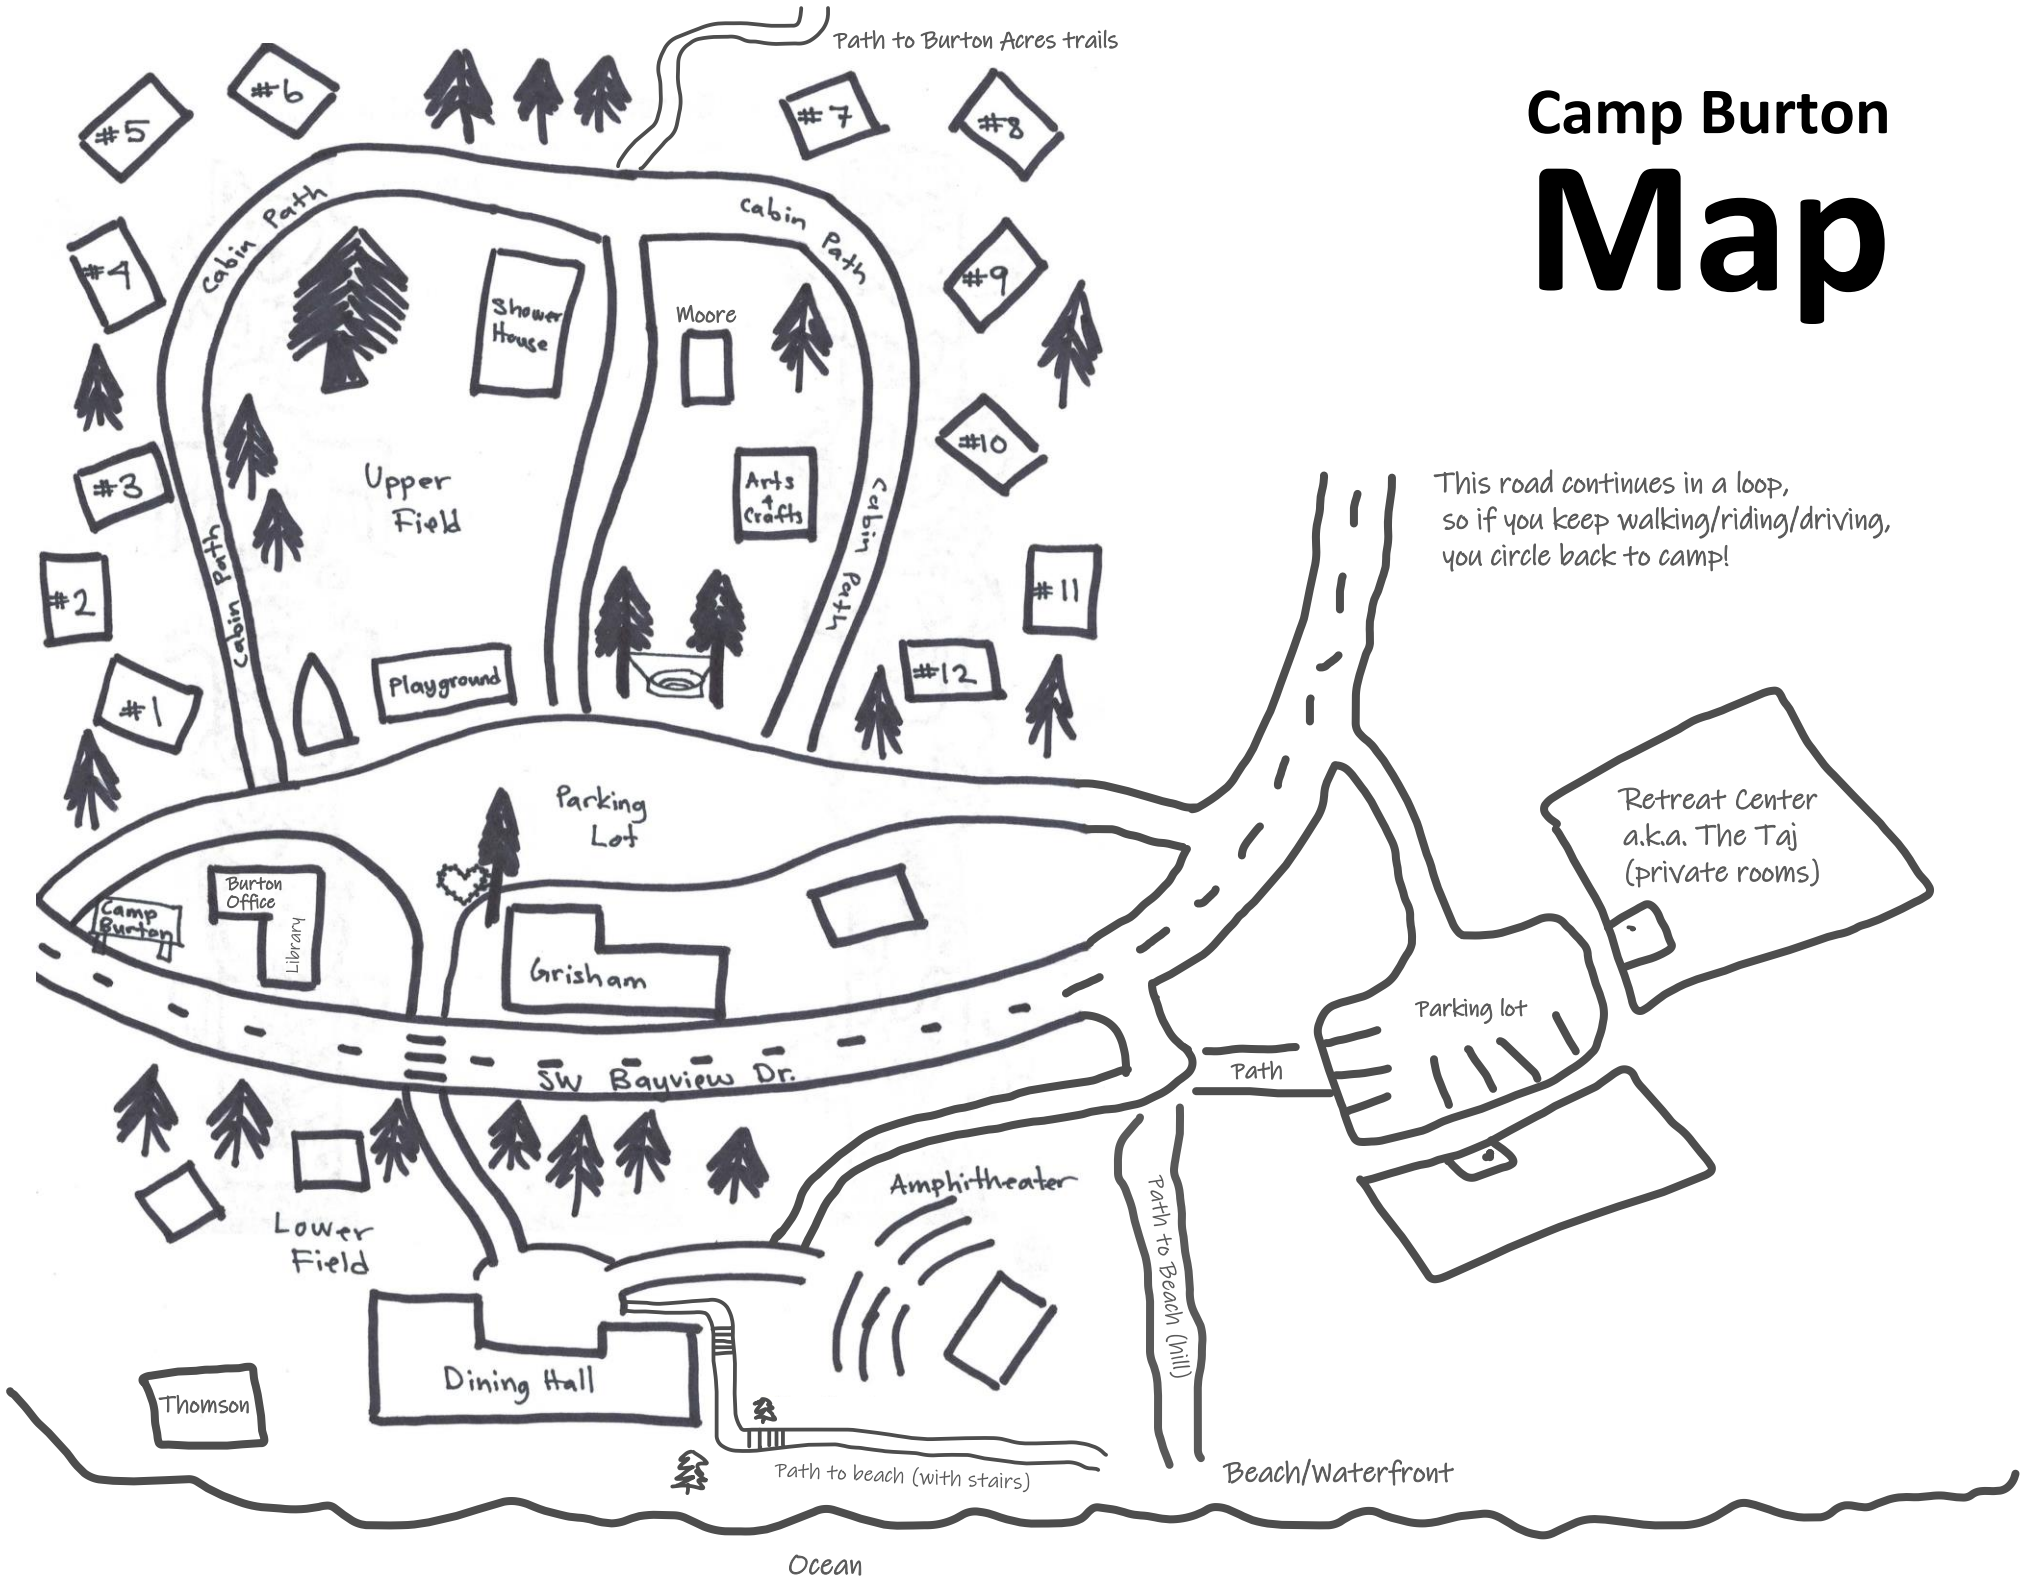 Path to Burton Acres trails
Camp Burton
Map
#5
#6
#7
#8
Cabin Path
Cabin Path
#4
#9
Shower
House
Moore
#3
#10
Upper
Field
Arts
&
Crafts
Cabin Path
Cabin Path
This road continues in a loop,
so if you keep walking/riding/driving,
you circle back to camp!
#2
#11
#1
Playground
#12
Parking
Lot
Retreat Center
a.k.a. The Taj
(private rooms)
Burton
Office
Library
Camp
Burton
Grisham
Parking lot
SW Bayview Dr.
Path
Amphitheater
Path to Beach (hill)
Lower
Field
Dining Hall
Thomson
Path to beach (with stairs)
Beach/Waterfront
Ocean